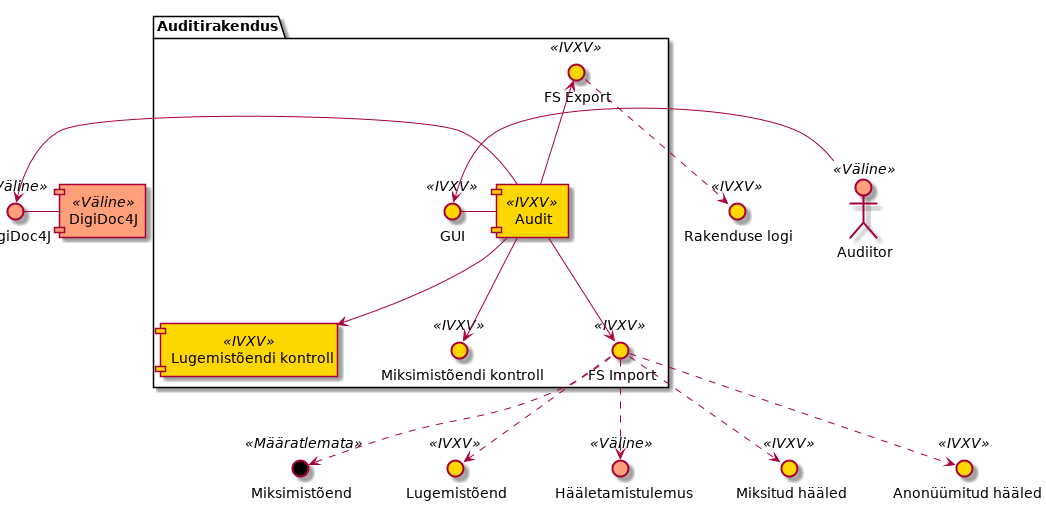 Auditirakendus
«IVXV»
FS Export
«Väline»
Väline»
«Väline»
DigiDoc4J
giDoc4J
«IVXV»
GUI
«IVXV»
Audit
«IVXV»
Rakenduse logi
Audiitor
«IVXV»
Lugemistõendi kontroll
«IVXV»
Miksimistõendi kontroll
«IVXV»
FS Import
«Määratlemata»
Miksimistõend
«IVXV»
Lugemistõend
«Väline»
Hääletamistulemus
«IVXV»
Miksitud hääled
«IVXV»
Anonüümitud hääled